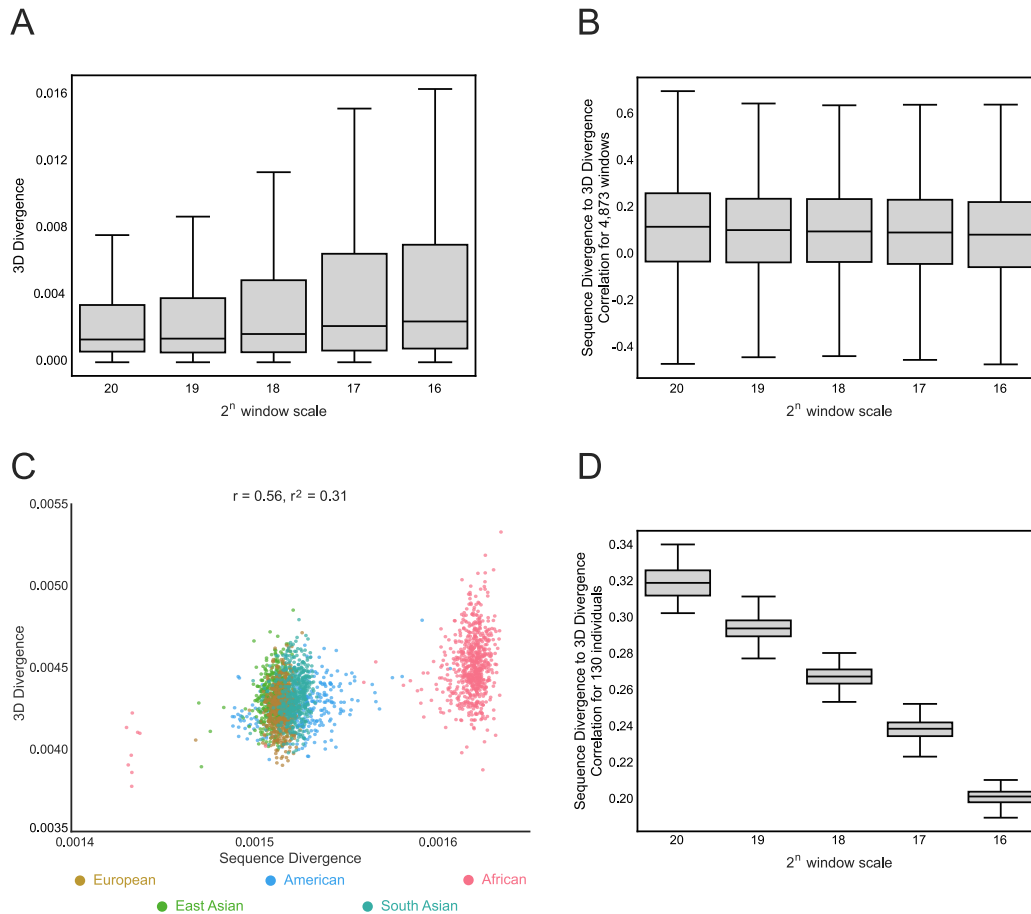 A
3D Divergence
0.016
0.012
0.008
0.004
0.000
20 19 18 17 16
2ⁿ window scale
B
Sequence Divergence to 3D Divergence
Correlation for 4,873 windows
0.6
0.4
0.2
0.0
-0.2
-0.4
20 19 18 17 16
2ⁿ window scale
C
r = 0.56, r² = 0.31
3D Divergence
0.0055
0.0050
0.0045
0.0040
0.0035
0.0014 0.0015 0.0016
Sequence Divergence
European American African
East Asian South Asian
D
Sequence Divergence to 3D Divergence
Correlation for 130 individuals
0.34
0.32
0.30
0.28
0.26
0.24
0.22
0.20
20 19 18 17 16
2ⁿ window scale